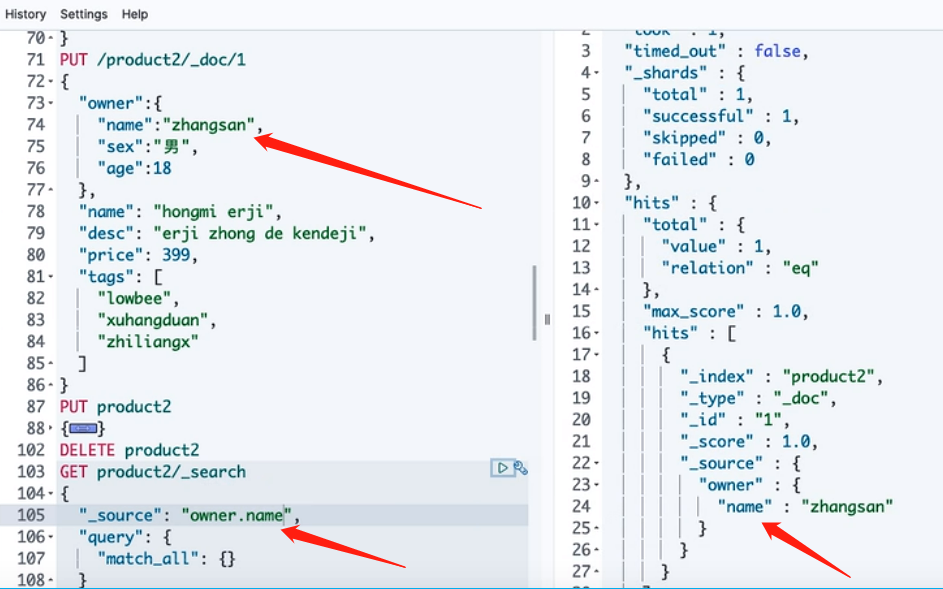 History Settings Help
70 }
71 PUT /product2/_doc/1
72 {
73 "owner":{
74 "name":"zhangsan",
75 "sex":"男",
76 "age":18
77 },
78 "name": "hongmi erji",
79 "desc": "erji zhong de kendeji",
80 "price": 399,
81 "tags": [
82 "lowbee",
83 "xuhangduan",
84 "zhiliangx"
85 ]
86 }
87 PUT product2
88 {}
102 DELETE product2
103 GET product2/_search
104 {
105 "_source": "owner.name",
106 "query": {
107 "match_all": {}
108 }
2 "took" : 1,
3 "timed_out" : false,
4 "_shards" : {
5 "total" : 1,
6 "successful" : 1,
7 "skipped" : 0,
8 "failed" : 0
9 },
10 "hits" : {
11 "total" : {
12 "value" : 1,
13 "relation" : "eq"
14 },
15 "max_score" : 1.0,
16 "hits" : [
17 {
18 "_index" : "product2",
19 "_type" : "_doc",
20 "_id" : "1",
21 "_score" : 1.0,
22 "_source" : {
23 "owner" : {
24 "name" : "zhangsan"
25 }
26 }
27 }